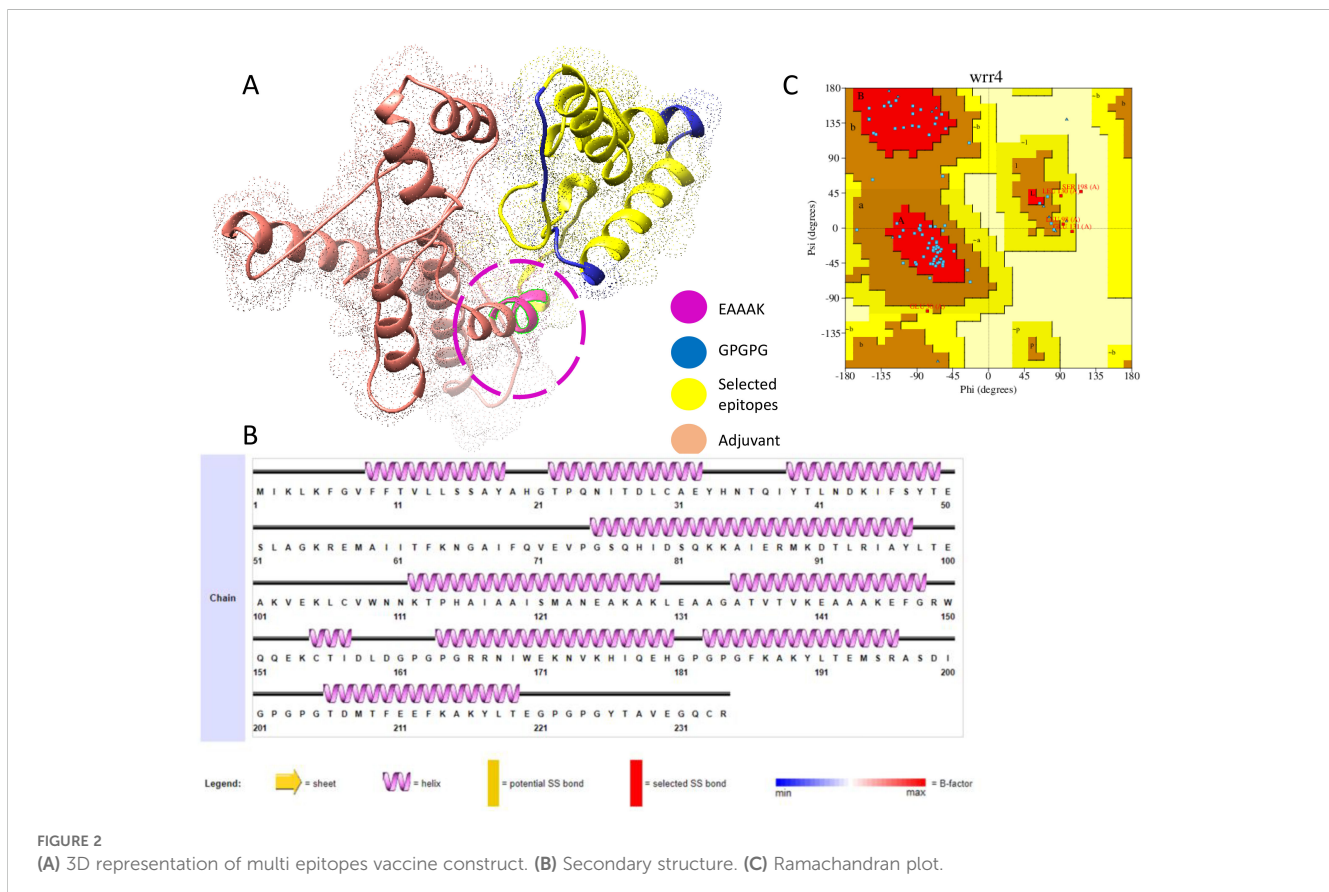 A
EAAAK
GPGPG
Selected
epitopes
Adjuvant
C
wrr4
180
135
90
45
0
-45
-90
-135
-180
Psi (degrees)
B
b
a
A
b
~b
~a
~b
~b
~l
l
~p
p
~b
b
~b
SER 198 (A)
-180 -135 -90 -45 0 45 90 135 180
Phi (degrees)
B
Chain
M I K L K F G V F F T V L L S S A Y A H G T P Q N I T D L C A E Y H N T Q I Y T L N D K I F S Y T E
1 11 21 31 41 50
S L A G K R E M A I I T F K N G A I F Q V E V P G S Q H I D S Q K K A I E R M K D T L R I A Y L T E
51 61 71 81 91 100
A K V E K L C V W N N K T P H A I A A I S M A N E A K A K L E A A G A T V T V K E A A A K E F G R W
101 111 121 131 141 150
Q Q E K C T I D L D G P G P G R R N I W E K N V K H I Q E H G P G P G F K A K Y L T E M S R A S D I
151 161 171 181 191 200
G P G P G T D M T F E E F K A K Y L T E G P G P G Y T A V E G Q C R
201 211 221 231
Legend: = sheet = helix = potential SS bond = selected SS bond min max = B-factor
FIGURE 2
(A) 3D representation of multi epitopes vaccine construct. (B) Secondary structure. (C) Ramachandran plot.